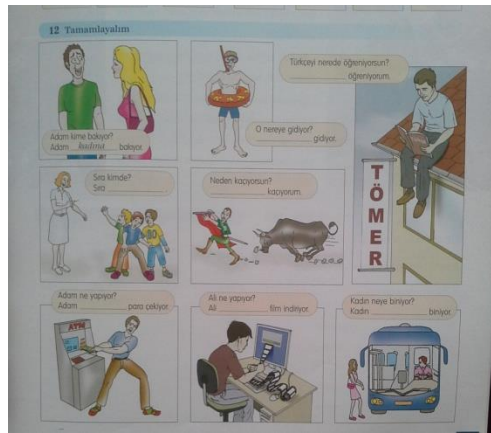 12 Tamamlayalım
Adam kime bakıyor?
Adam kadına bakıyor.
O nereye gidiyor?
gidiyor.
Türkçeyi nerede öğreniyorsun?
öğreniyorum.
TÖMER
Sıra kimde?
Sıra
Neden kaçıyorsun?
kaçıyorum.
Adam ne yapıyor?
Adam para çekiyor.
ATM
Ali ne yapıyor?
Ali film indiriyor.
Kadın neye biniyor?
Kadın biniyor.